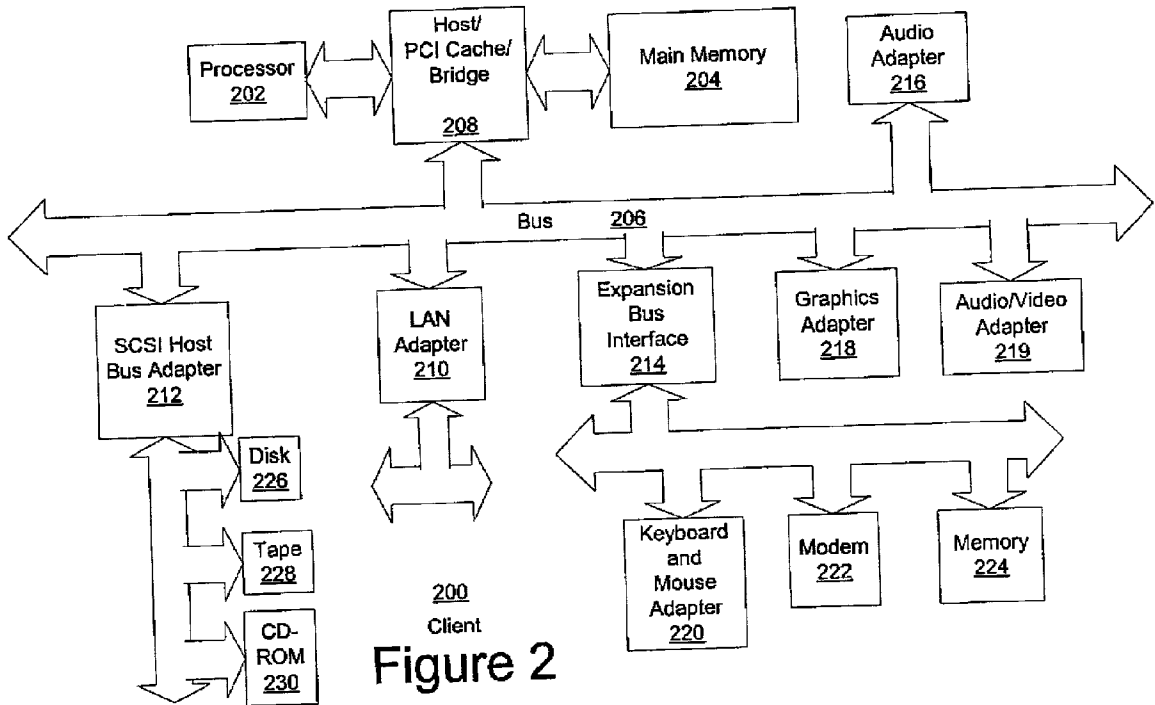 Processor
202
Host/
PCI Cache/
Bridge
208
Main Memory
204
Audio
Adapter
216
Bus 206
SCSI Host
Bus Adapter
212
LAN
Adapter
210
Expansion
Bus
Interface
214
Graphics
Adapter
218
Audio/Video
Adapter
219
Disk
226
Tape
228
CD-
ROM
230
Keyboard
and
Mouse
Adapter
220
Modem
222
Memory
224
200
Client
Figure 2